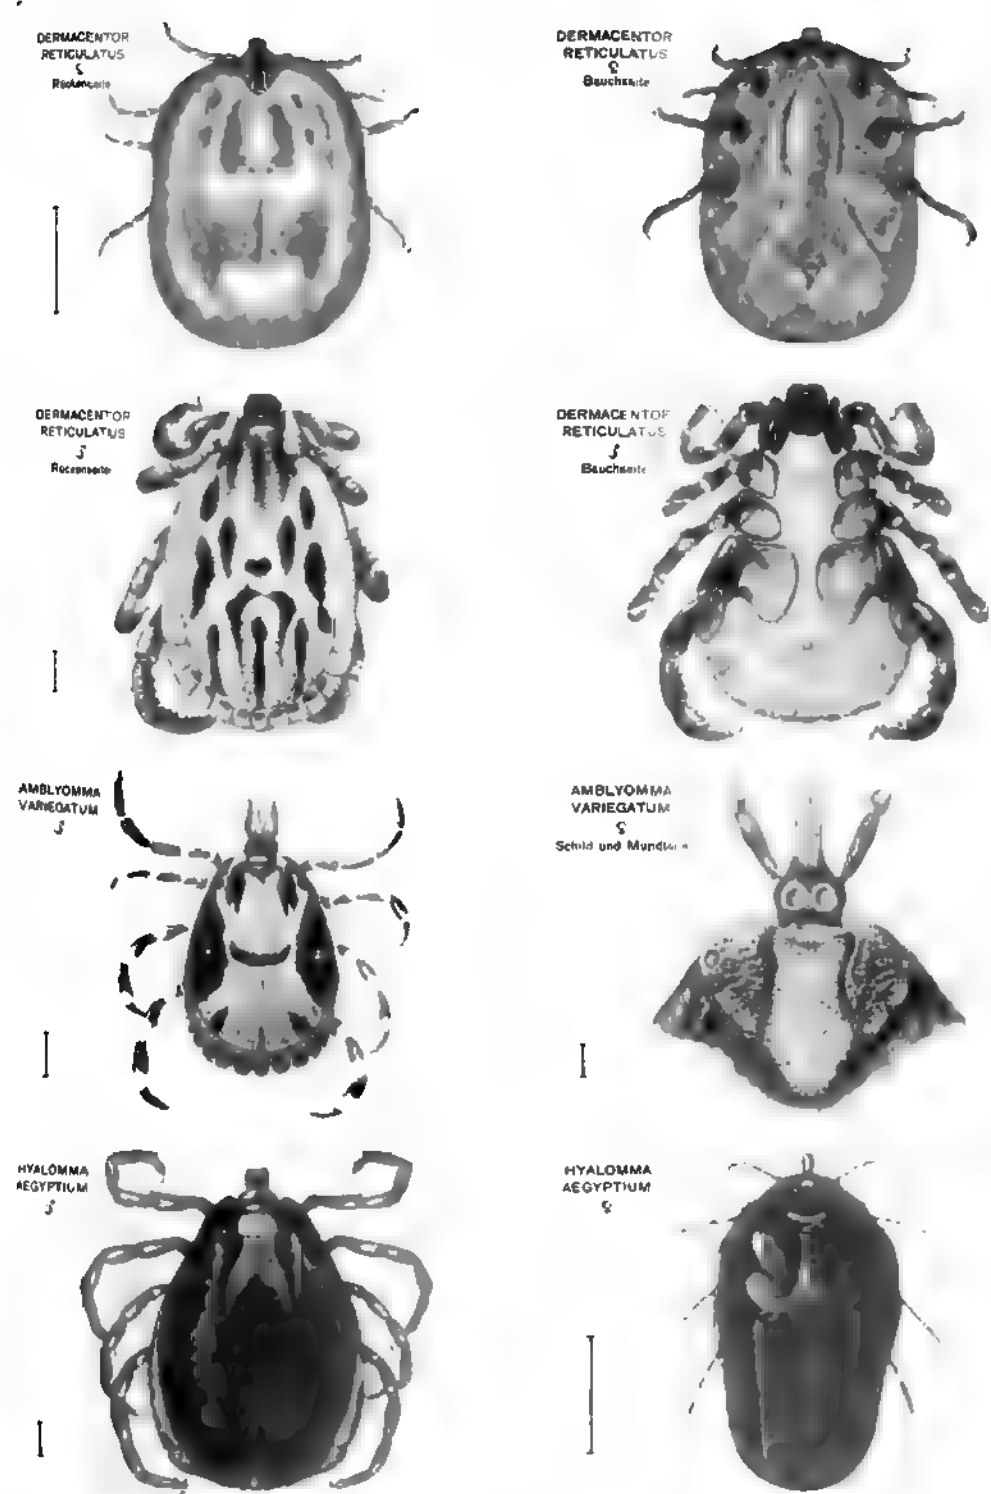 DERMACENTOR
RETICULATUS
♀
Rückenseite
DERMACENTOR
RETICULATUS
♀
Bauchseite
DERMACENTOR
RETICULATUS
♂
Rückenseite
DERMACENTOR
RETICULATUS
♂
Bauchseite
AMBLYOMMA
VARIEGATUM
♂
AMBLYOMMA
VARIEGATUM
♀
Schild und
HYALOMMA
AEGYPTIUM
♂
HYALOMMA
AEGYPTIUM
♀